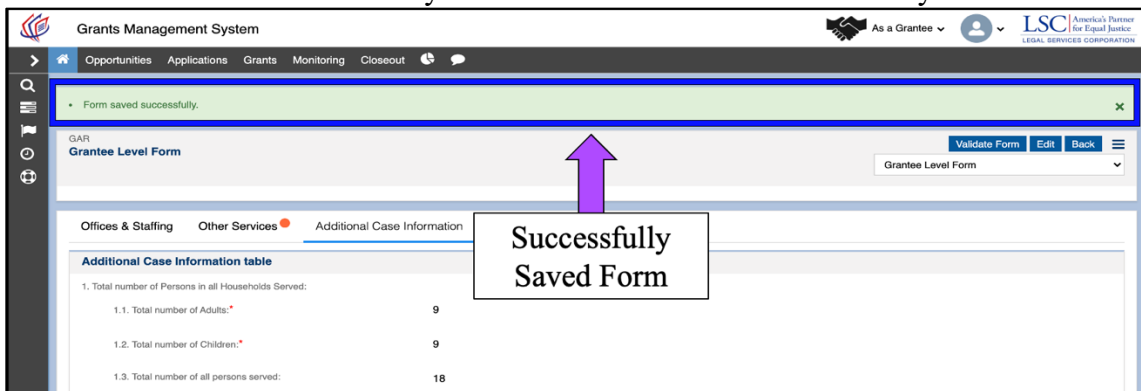 Grants Management System
As a Grantee
LSC America's Partner
for Equal Justice
LEGAL SERVICES CORPORATION
Opportunities Applications Grants Monitoring Closeout
• Form saved successfully. ×
GAR
Grantee Level Form
Validate Form Edit Back
Grantee Level Form
Offices & Staffing Other Services Additional Case Information
Successfully
Saved Form
Additional Case Information table
1. Total number of Persons in all Households Served:
1.1. Total number of Adults:* 9
1.2. Total number of Children:* 9
1.3. Total number of all persons served: 18